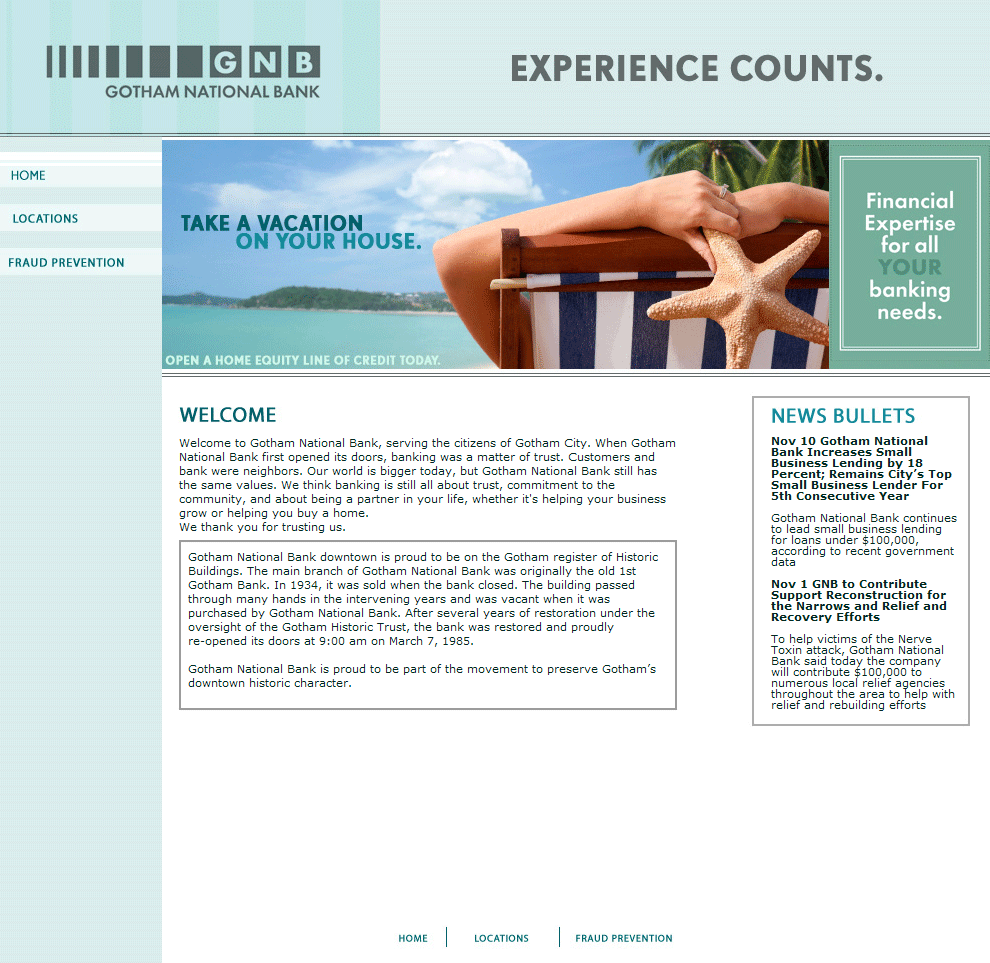 GNB
GOTHAM NATIONAL BANK
EXPERIENCE COUNTS.
HOME
LOCATIONS
FRAUD PREVENTION
TAKE A VACATION
ON YOUR HOUSE.
OPEN A HOME EQUITY LINE OF CREDIT TODAY.
Financial
Expertise
for all
YOUR
banking
needs.
WELCOME
Welcome to Gotham National Bank, serving the citizens of Gotham City. When Gotham
National Bank first opened its doors, banking was a matter of trust. Customers and
bank were neighbors. Our world is bigger today, but Gotham National Bank still has
the same values. We think banking is still all about trust, commitment to the
community, and about being a partner in your life, whether it's helping your business
grow or helping you buy a home.
We thank you for trusting us.
Gotham National Bank downtown is proud to be on the Gotham register of Historic
Buildings. The main branch of Gotham National Bank was originally the old 1st
Gotham Bank. In 1934, it was sold when the bank closed. The building passed
through many hands in the intervening years and was vacant when it was
purchased by Gotham National Bank. After several years of restoration under the
oversight of the Gotham Historic Trust, the bank was restored and proudly
re-opened its doors at 9:00 am on March 7, 1985.
Gotham National Bank is proud to be part of the movement to preserve Gotham’s
downtown historic character.
NEWS BULLETS
Nov 10 Gotham National
Bank Increases Small
Business Lending by 18
Percent; Remains City’s Top
Small Business Lender For
5th Consecutive Year
Gotham National Bank continues
to lead small business lending
for loans under $100,000,
according to recent government
data
Nov 1 GNB to Contribute
Support Reconstruction for
the Narrows and Relief and
Recovery Efforts
To help victims of the Nerve
Toxin attack, Gotham National
Bank said today the company
will contribute $100,000 to
numerous local relief agencies
throughout the area to help with
relief and rebuilding efforts
HOME
LOCATIONS
FRAUD PREVENTION